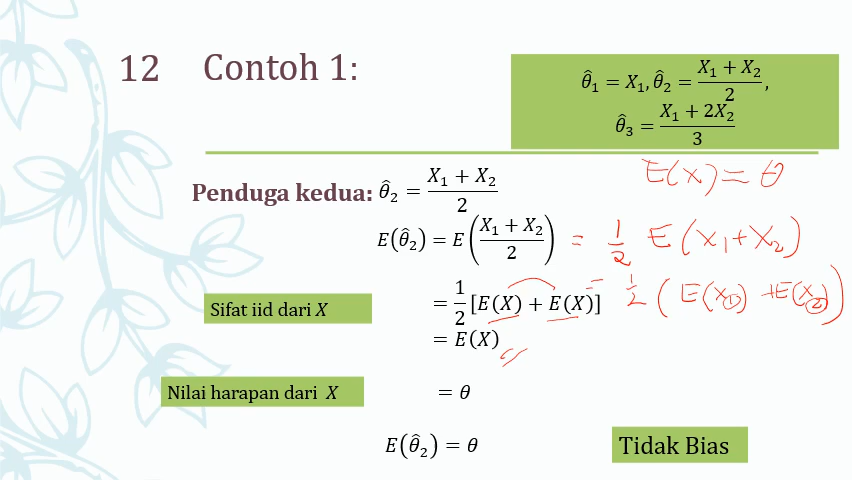 12 Contoh 1:
θ̂₁ = X₁, θ̂₂ = (X₁ + X₂)/2,
θ̂₃ = (X₁ + 2X₂)/3
E(X) = θ
Penduga kedua: θ̂₂ = (X₁ + X₂)/2
E(θ̂₂) = E((X₁ + X₂)/2) = 1/2 E(X₁+X₂)
Sifat iid dari X = 1/2 [E(X) + E(X)] = 1/2 (E(X₁) + E(X₂))
= E(X)
Nilai harapan dari X = θ
E(θ̂₂) = θ Tidak Bias